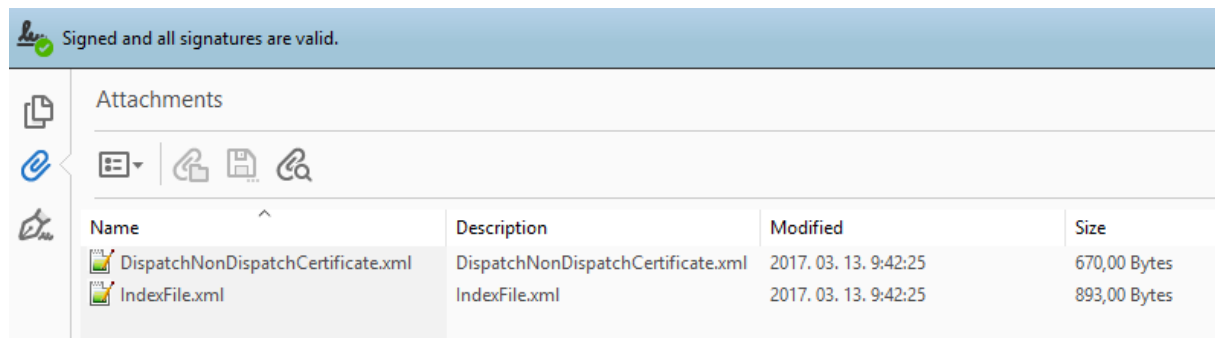 Signed and all signatures are valid.
Attachments
Name Description Modified Size
DispatchNonDispatchCertificate.xml DispatchNonDispatchCertificate.xml 2017. 03. 13. 9:42:25 670,00 Bytes
IndexFile.xml IndexFile.xml 2017. 03. 13. 9:42:25 893,00 Bytes